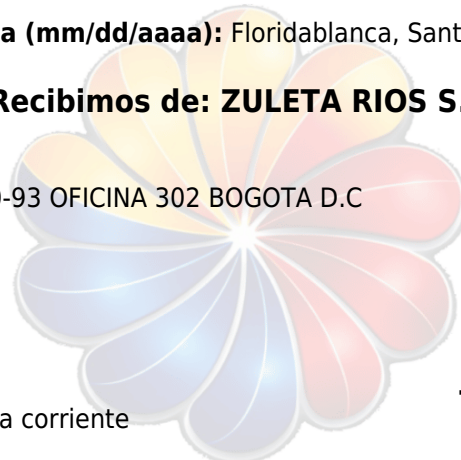 a (mm/dd/aaaa): Floridablanca, Sant
Recibimos de: ZULETA RIOS S.
-93 OFICINA 302 BOGOTA D.C
a corriente